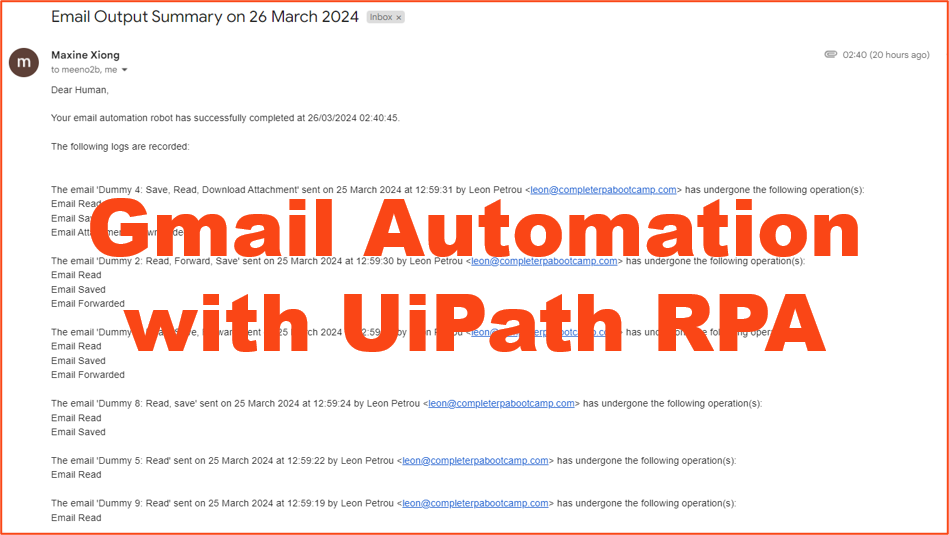 Email Output Summary on 26 March 2024 Inbox ×
m
Maxine Xiong
02:40 (20 hours ago)
to meeno2b, me
Dear Human,
Your email automation robot has successfully completed at 26/03/2024 02:40:45.
The following logs are recorded:
The email 'Dummy 4: Save, Read, Download Attachment' sent on 25 March 2024 at 12:59:31 by Leon Petrou <leon@completerpabootcamp.com> has undergone the following operation(s):
Email Read
Email
Email
Gmail Automation
The email 'Dummy 2: Read, Forward, Save' sent on 25 March 2024 at 12:59:30 by Leon Petrou <leon@completerpabootcamp.com> has undergone the following operation(s):
Email Read
Email Saved
Email Forwarded
with UiPath RPA
The email 'Dummy sent 25 March 2024 by Leon Petrou has the
Email Read
Email Saved
Email Forwarded
The email 'Dummy 8: Read, save' sent on 25 March 2024 at 12:59:24 by Leon Petrou <leon@completerpabootcamp.com> has undergone the following operation(s):
Email Read
Email Saved
The email 'Dummy 5: Read' sent on 25 March 2024 at 12:59:22 by Leon Petrou <leon@completerpabootcamp.com> has undergone the following operation(s):
Email Read
The email 'Dummy 9: Read' sent on 25 March 2024 at 12:59:19 by Leon Petrou <leon@completerpabootcamp.com> has undergone the following operation(s):
Email Read